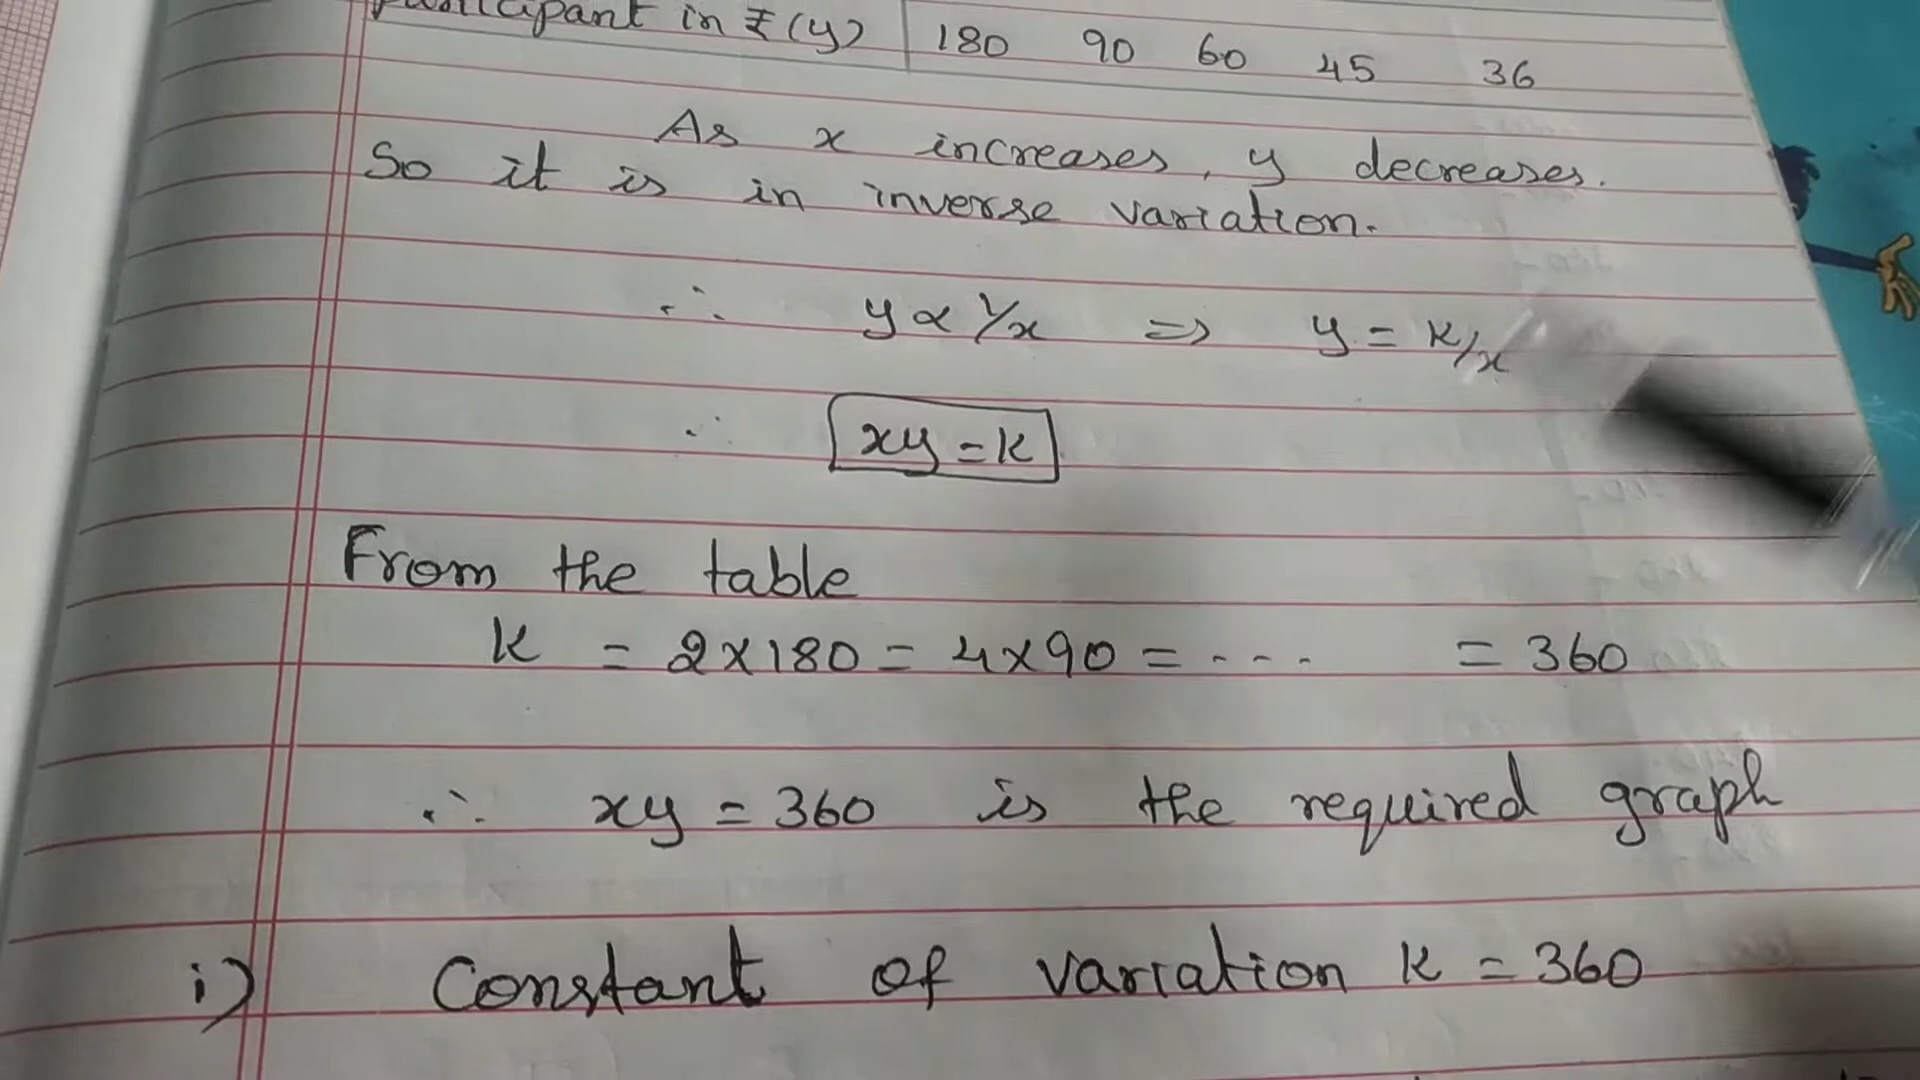 Participant in ₹ (y) 180 90 60 45 36
As x increases, y decreases.
So it is in inverse variation.
∴ y ∝ 1/x ⇒ y = k/x
∴ xy = k
From the table
k = 2×180 = 4×90 = - - - = 360
∴ xy = 360 is the required graph
i) Constant of variation k = 360